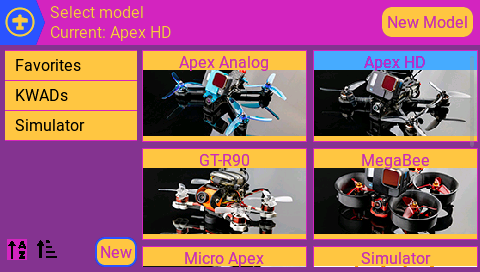 Select model
Current: Apex HD
New Model
Favorites
KWADs
Simulator
Apex Analog
Apex HD
GT-R90
MegaBee
Micro Apex
Simulator
A
Z
New